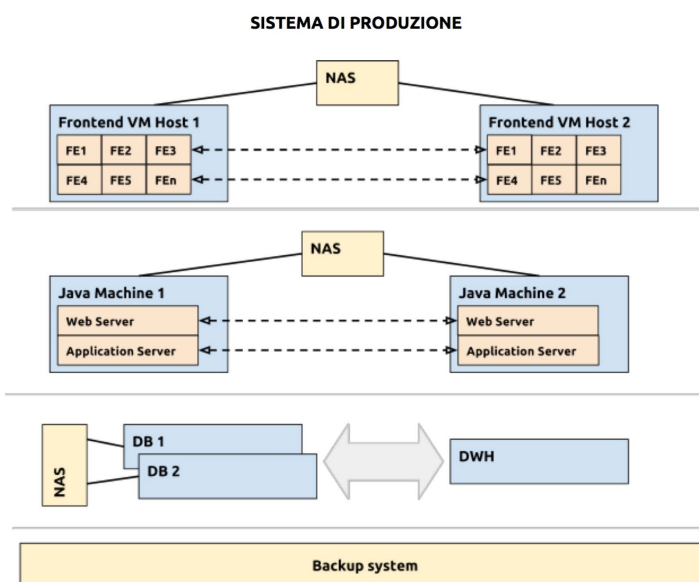 SISTEMA DI PRODUZIONE
NAS
Frontend VM Host 1
FE1 FE2 FE3
FE4 FE5 FEn
Frontend VM Host 2
FE1 FE2 FE3
FE4 FE5 FEn
NAS
Java Machine 1
Web Server
Application Server
Java Machine 2
Web Server
Application Server
NAS
DB 1
DB 2
DWH
Backup system